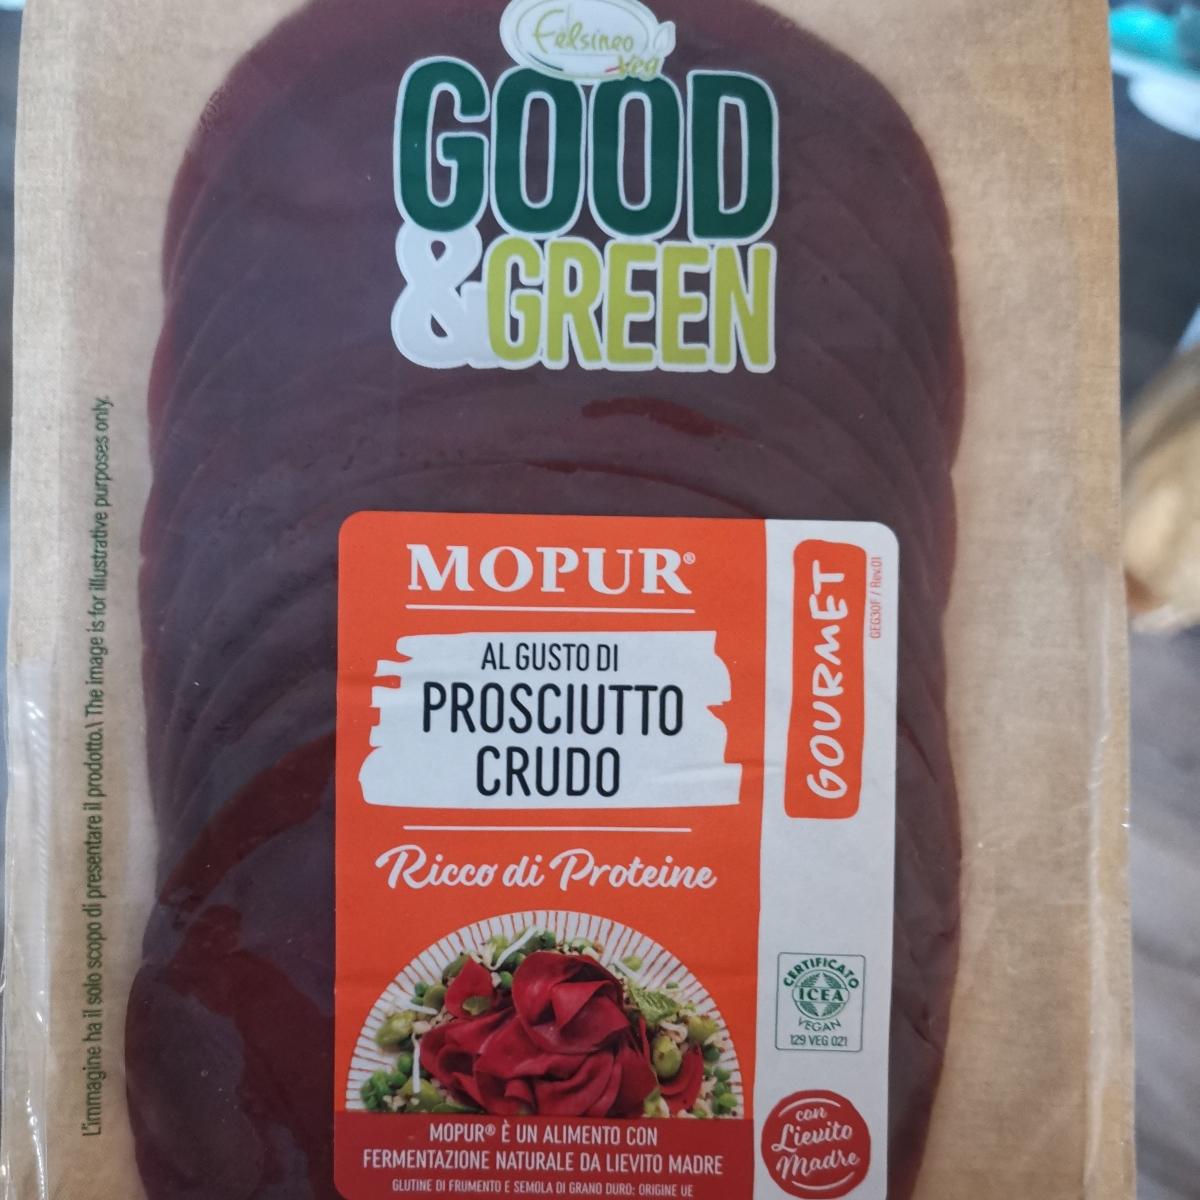 Felsineo
Veg
GOOD
&GREEN
MOPUR®
AL GUSTO DI
PROSCIUTTO
CRUDO
Ricco di Proteine
MOPUR® È UN ALIMENTO CON
FERMENTAZIONE NATURALE DA LIEVITO MADRE
GLUTINE DI FRUMENTO E SEMOLA DI GRANO DURO: ORIGINE UE
GOURMET
GEG30F / Rev.01
CERTIFICATO
ICEA
VEGAN
129 VEG 021
con
Lievito
Madre
L'immagine ha il solo scopo di presentare il prodotto.\ The image is for illustrative purposes only.